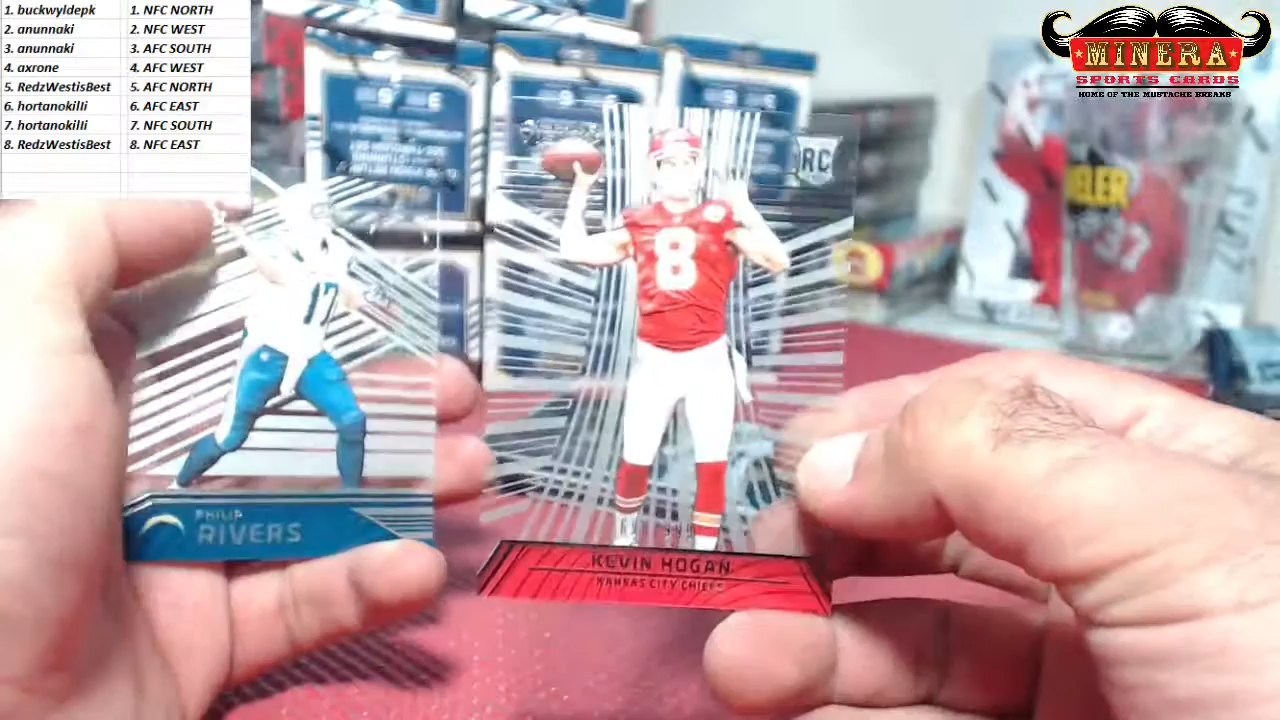 1. buckwyldepk 1. NFC NORTH
2. anunnaki 2. NFC WEST
3. anunnaki 3. AFC SOUTH
4. axrone 4. AFC WEST
5. RedzWestisBest 5. AFC NORTH
6. hortanokilli 6. AFC EAST
7. hortanokilli 7. NFC SOUTH
8. RedzWestisBest 8. NFC EAST
MINERA
SPORTS CARDS
HOME OF THE MUSTACHE BREAKS
RC
8
17
PHILIP
RIVERS
KEVIN HOGAN
KANSAS CITY CHIEFS